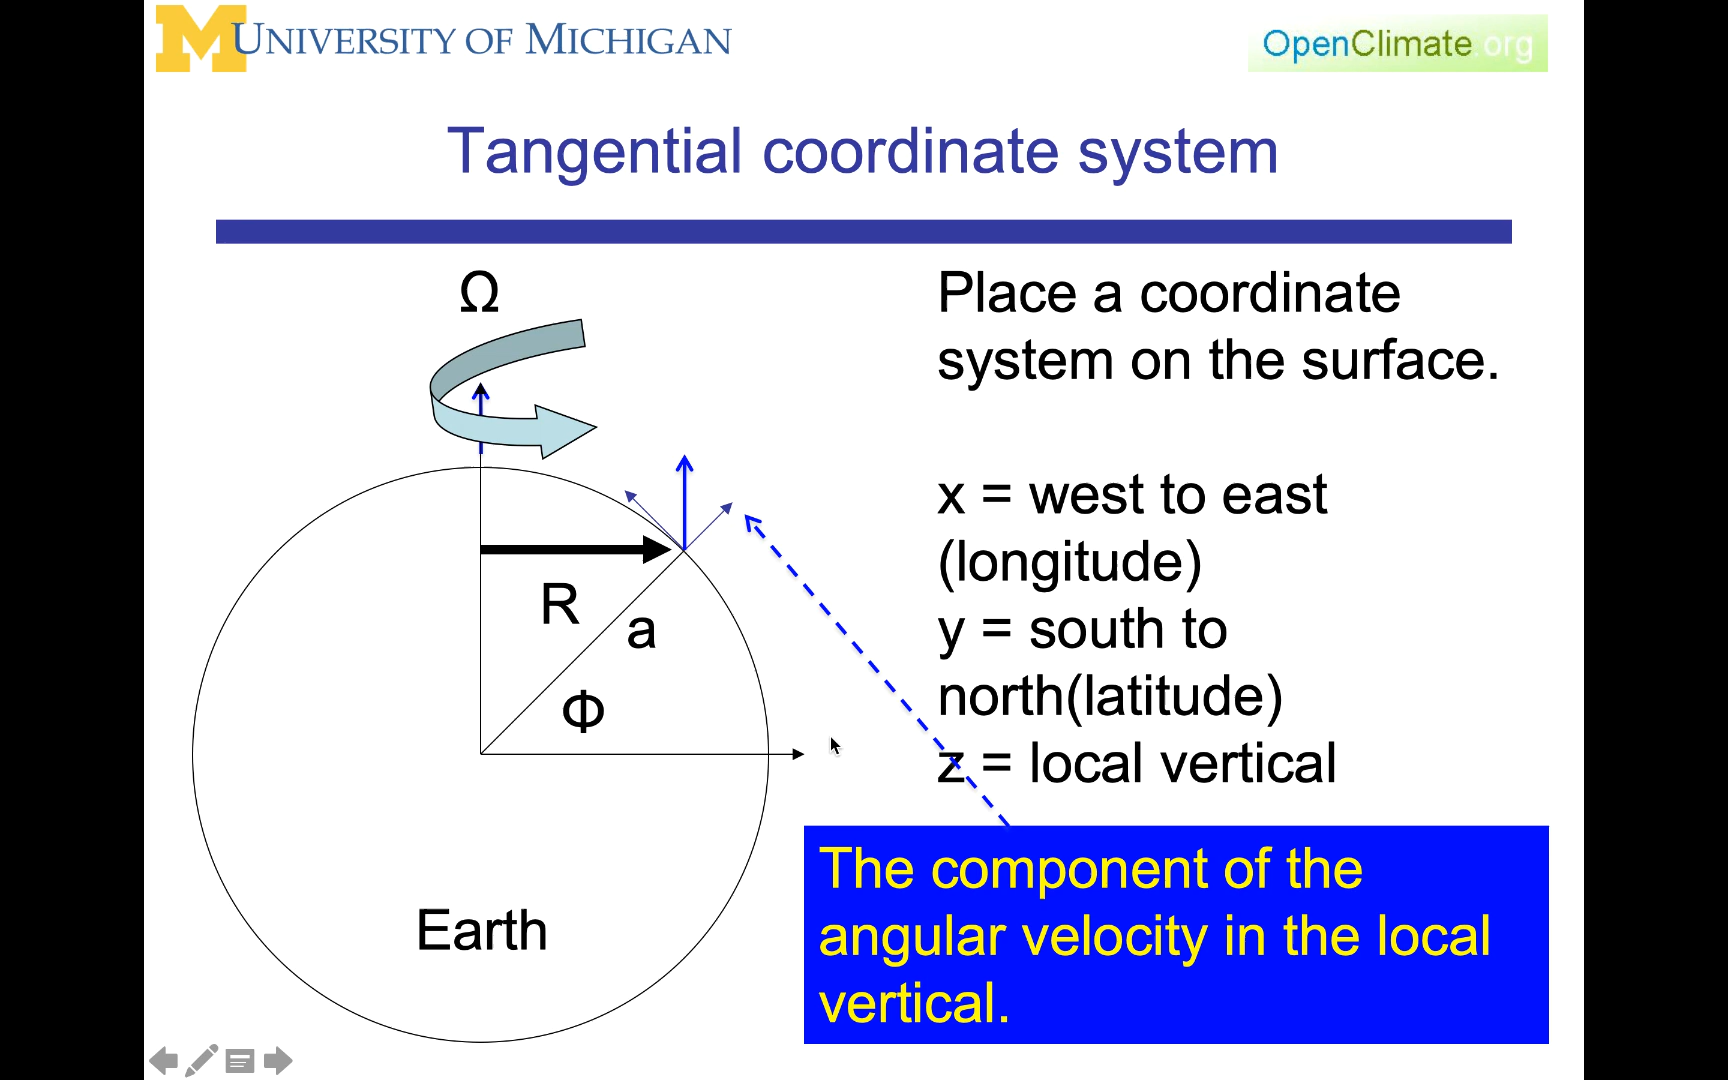 M UNIVERSITY OF MICHIGAN
OpenClimate.org
Tangential coordinate system
Ω
Place a coordinate
system on the surface.
x = west to east
(longitude)
y = south to
north(latitude)
z = local vertical
R
a
Φ
Earth
The component of the
angular velocity in the local
vertical.